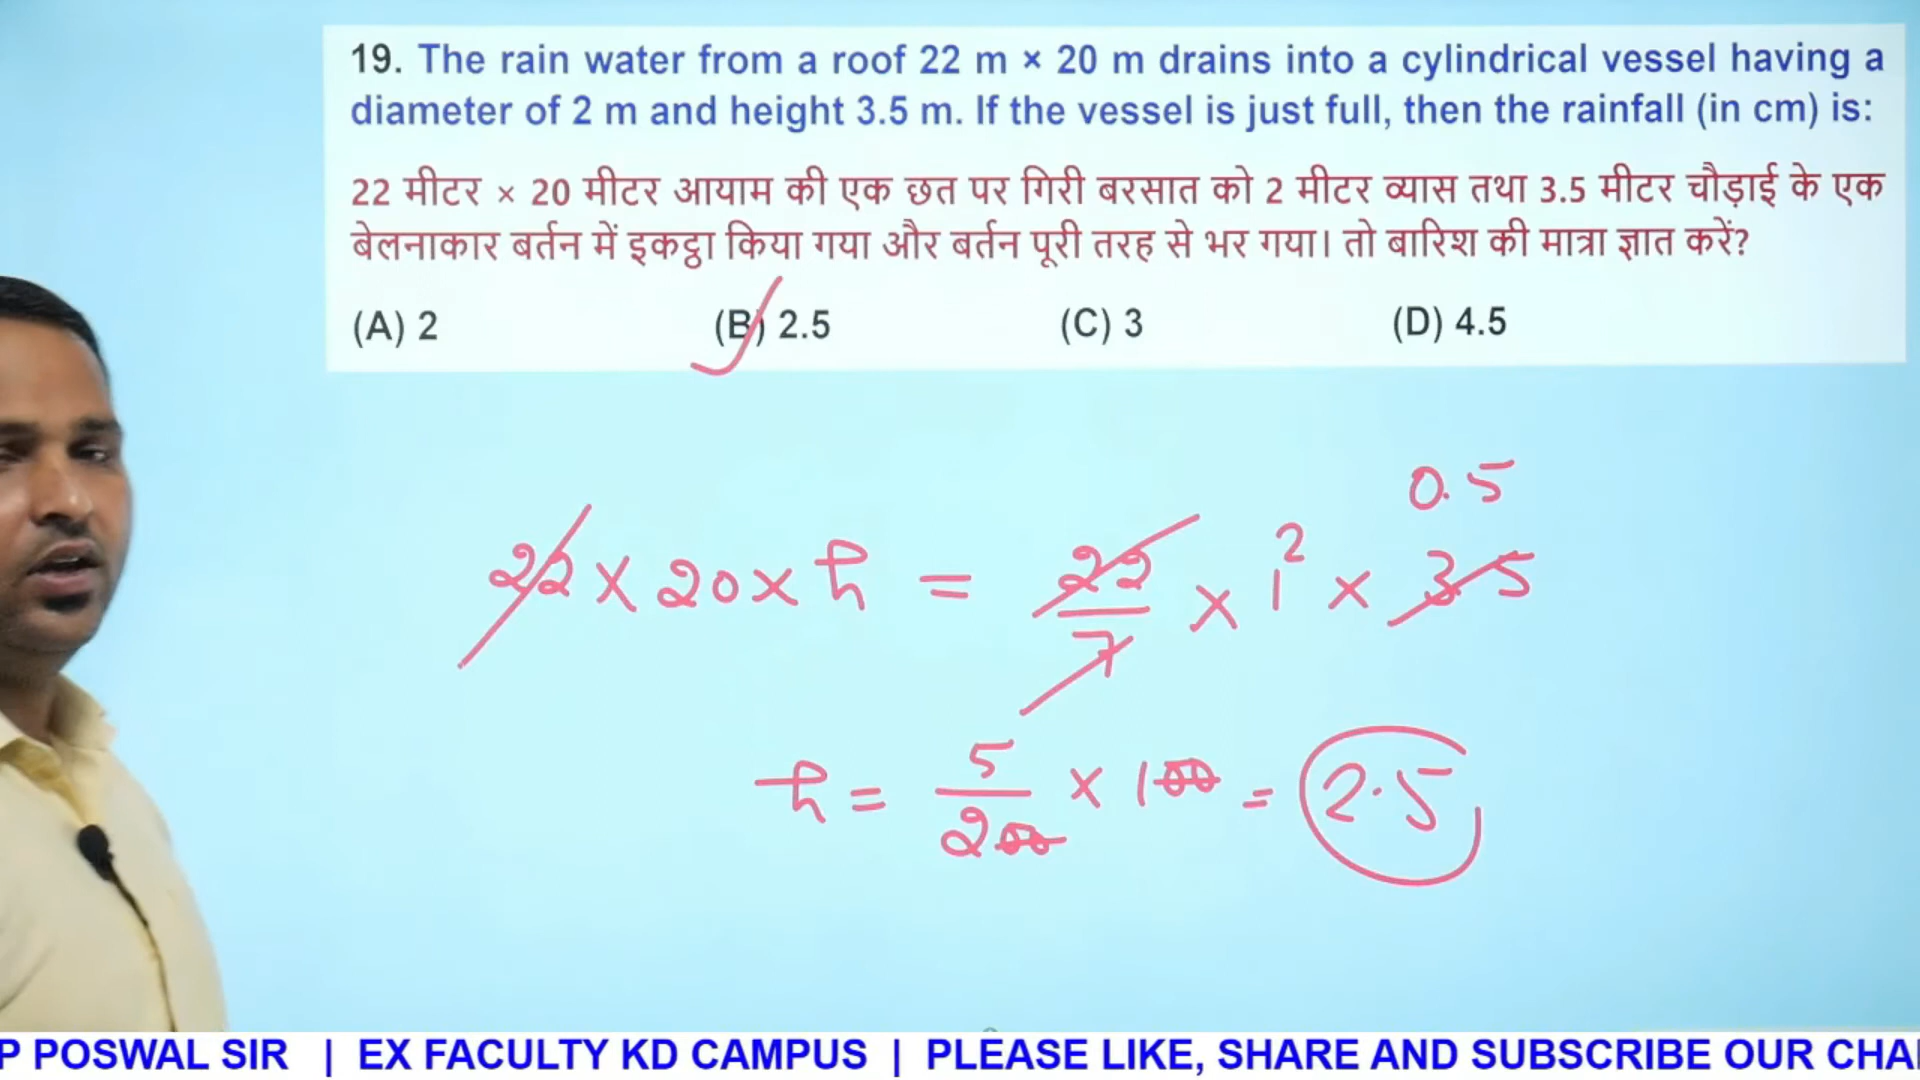 19. The rain water from a roof 22 m × 20 m drains into a cylindrical vessel having a
diameter of 2 m and height 3.5 m. If the vessel is just full, then the rainfall (in cm) is:
22 मीटर × 20 मीटर आयाम की एक छत पर गिरी बरसात को 2 मीटर व्यास तथा 3.5 मीटर चौड़ाई के एक
बेलनाकार बर्तन में इकट्ठा किया गया और बर्तन पूरी तरह से भर गया। तो बारिश की मात्रा ज्ञात करें?
(A) 2 (B) 2.5 (C) 3 (D) 4.5
0.5
22 × 20 × h = 22/7 × 1² × 3.5
h = 5/200 × 100 = 2.5
P POSWAL SIR | EX FACULTY KD CAMPUS | PLEASE LIKE, SHARE AND SUBSCRIBE OUR CHA